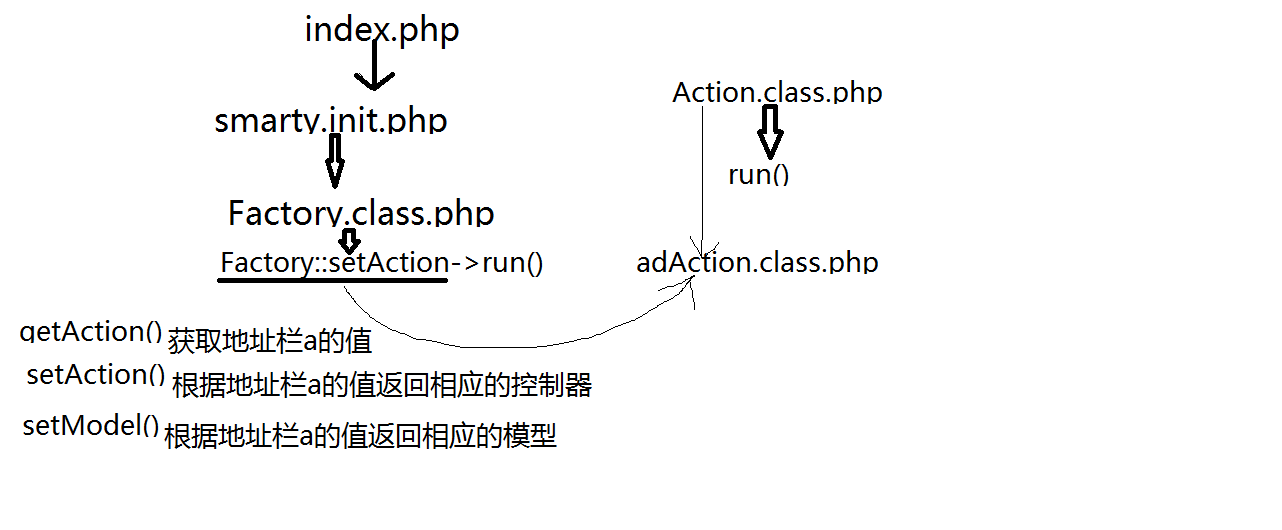 index.php
smarty.init.php
Factory.class.php
Factory::setAction->run()
Action.class.php
run()
adAction.class.php
getAction() 获取地址栏a的值
setAction() 根据地址栏a的值返回相应的控制器
setModel() 根据地址栏a的值返回相应的模型